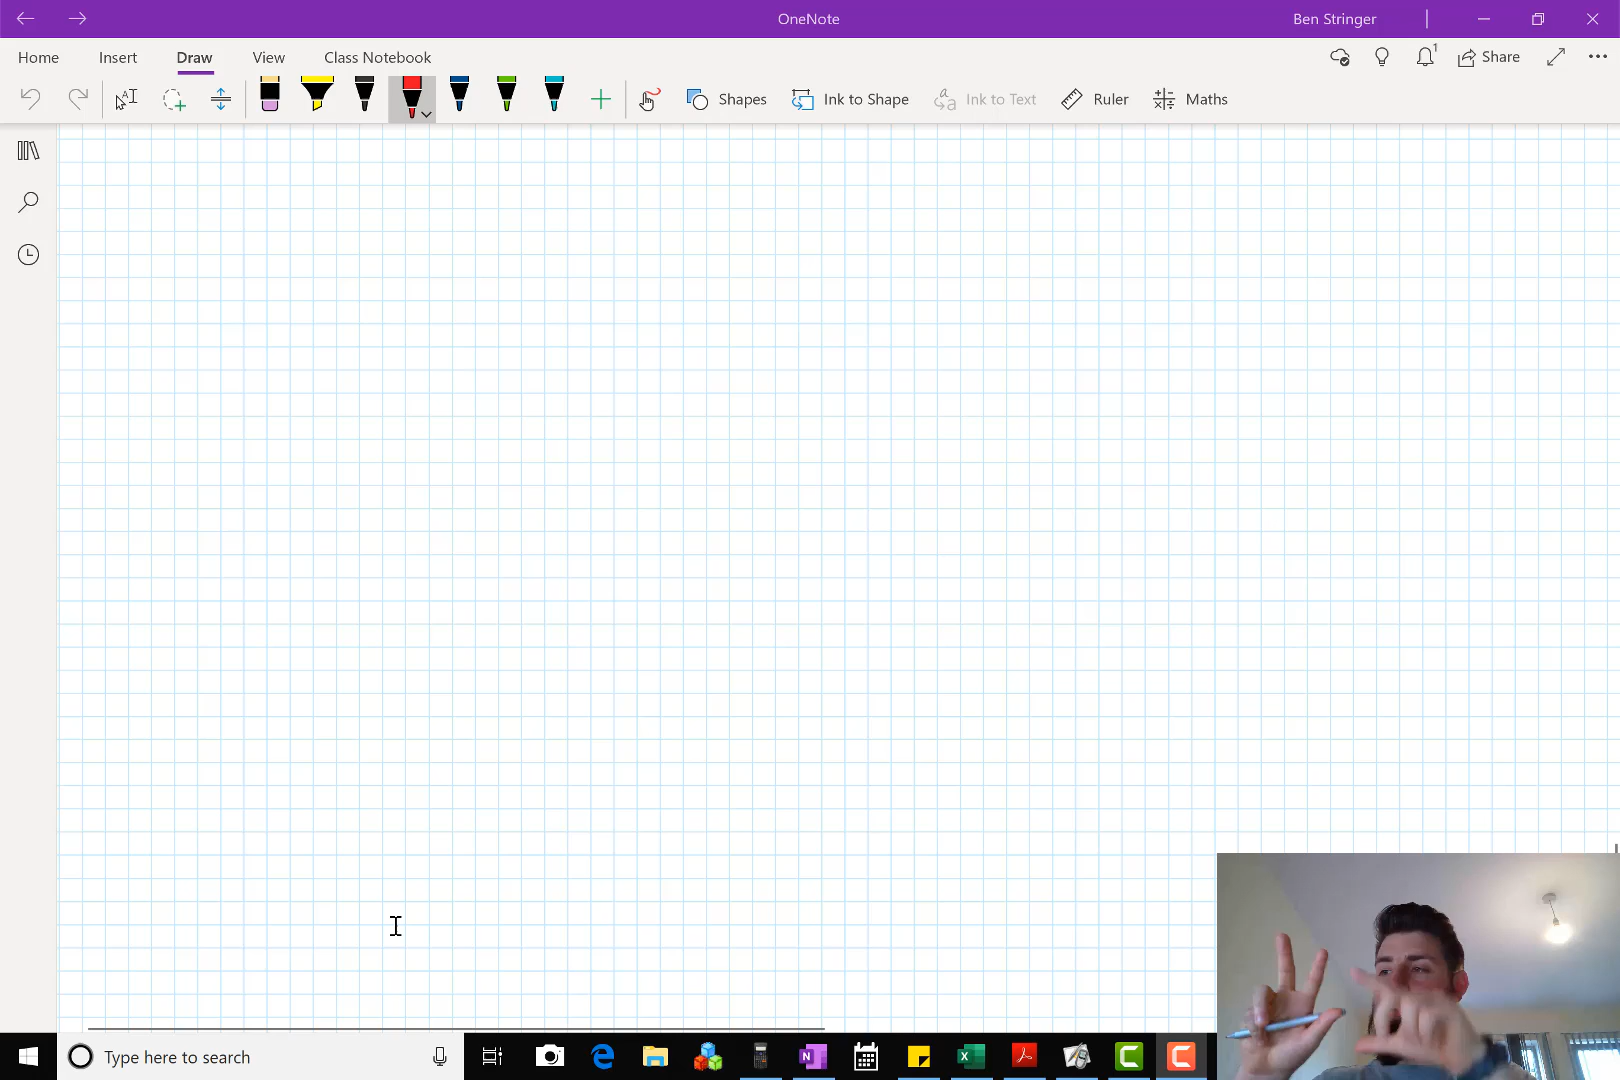 OneNote
Ben Stringer
Home Insert Draw View Class Notebook
1
Share
Shapes Ink to Shape Ink to Text Ruler Maths
Type here to search